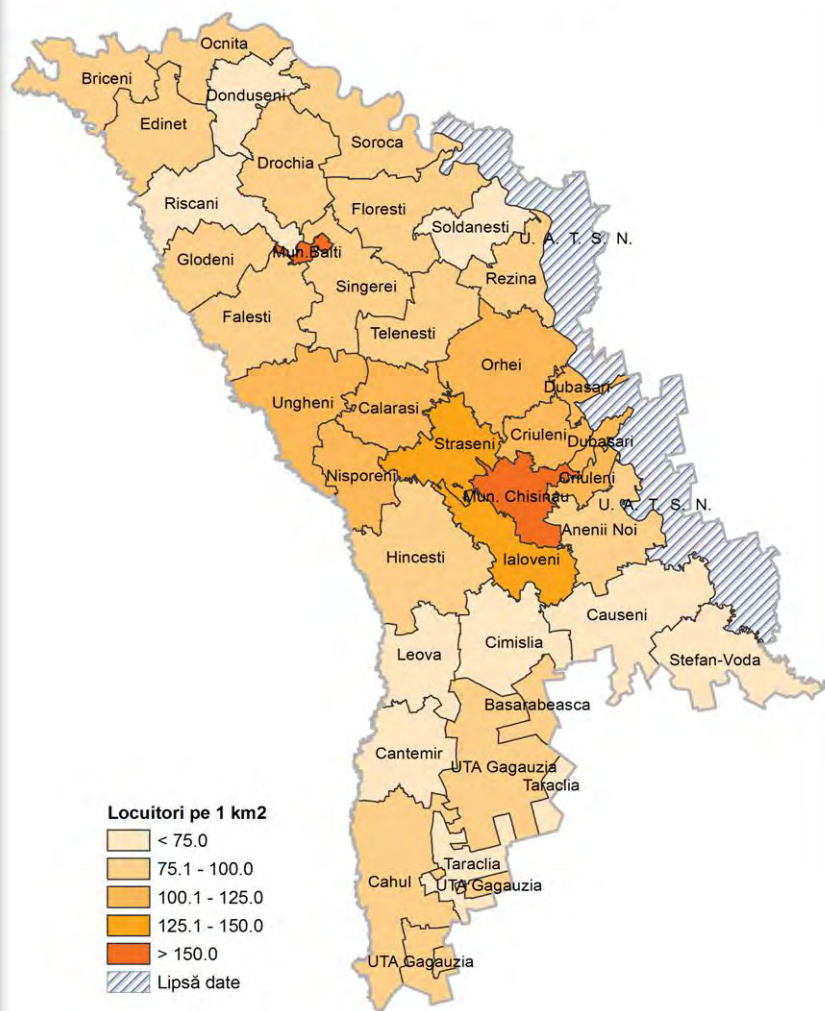 Ocnita
Briceni
Donduseni
Edinet
Soroca
Drochia
Riscani
Floresti
Soldanesti
U. A. T. S. N.
Mun.Balti
Glodeni
Rezina
Singerei
Falesti
Telenesti
Orhei
Dubasari
Ungheni
Calarasi
Straseni
Criuleni
Dubasari
Nisporeni
Criuleni
Mun. Chisinau
U. A. T. S. N.
Anenii Noi
Hincesti
Ialoveni
Causeni
Cimislia
Leova
Stefan-Voda
Basarabeasca
Cantemir
UTA Gagauzia
Taraclia
Taraclia
Cahul
UTA Gagauzia
UTA Gagauzia
Locuitori pe 1 km2
< 75.0
75.1 - 100.0
100.1 - 125.0
125.1 - 150.0
> 150.0
Lipsă date